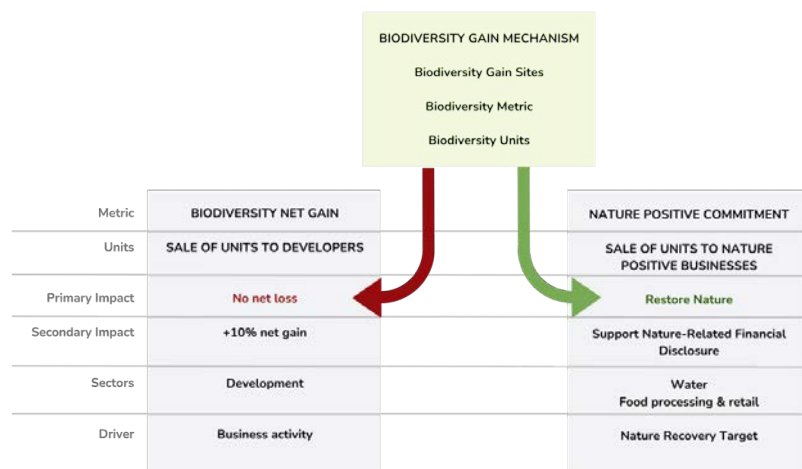 BIODIVERSITY GAIN MECHANISM
Biodiversity Gain Sites
Biodiversity Metric
Biodiversity Units
Metric
BIODIVERSITY NET GAIN
NATURE POSITIVE COMMITMENT
Units
SALE OF UNITS TO DEVELOPERS
SALE OF UNITS TO NATURE
POSITIVE BUSINESSES
Primary Impact
No net loss
Restore Nature
Secondary Impact
+10% net gain
Support Nature-Related Financial
Disclosure
Sectors
Development
Water
Food processing & retail
Driver
Business activity
Nature Recovery Target